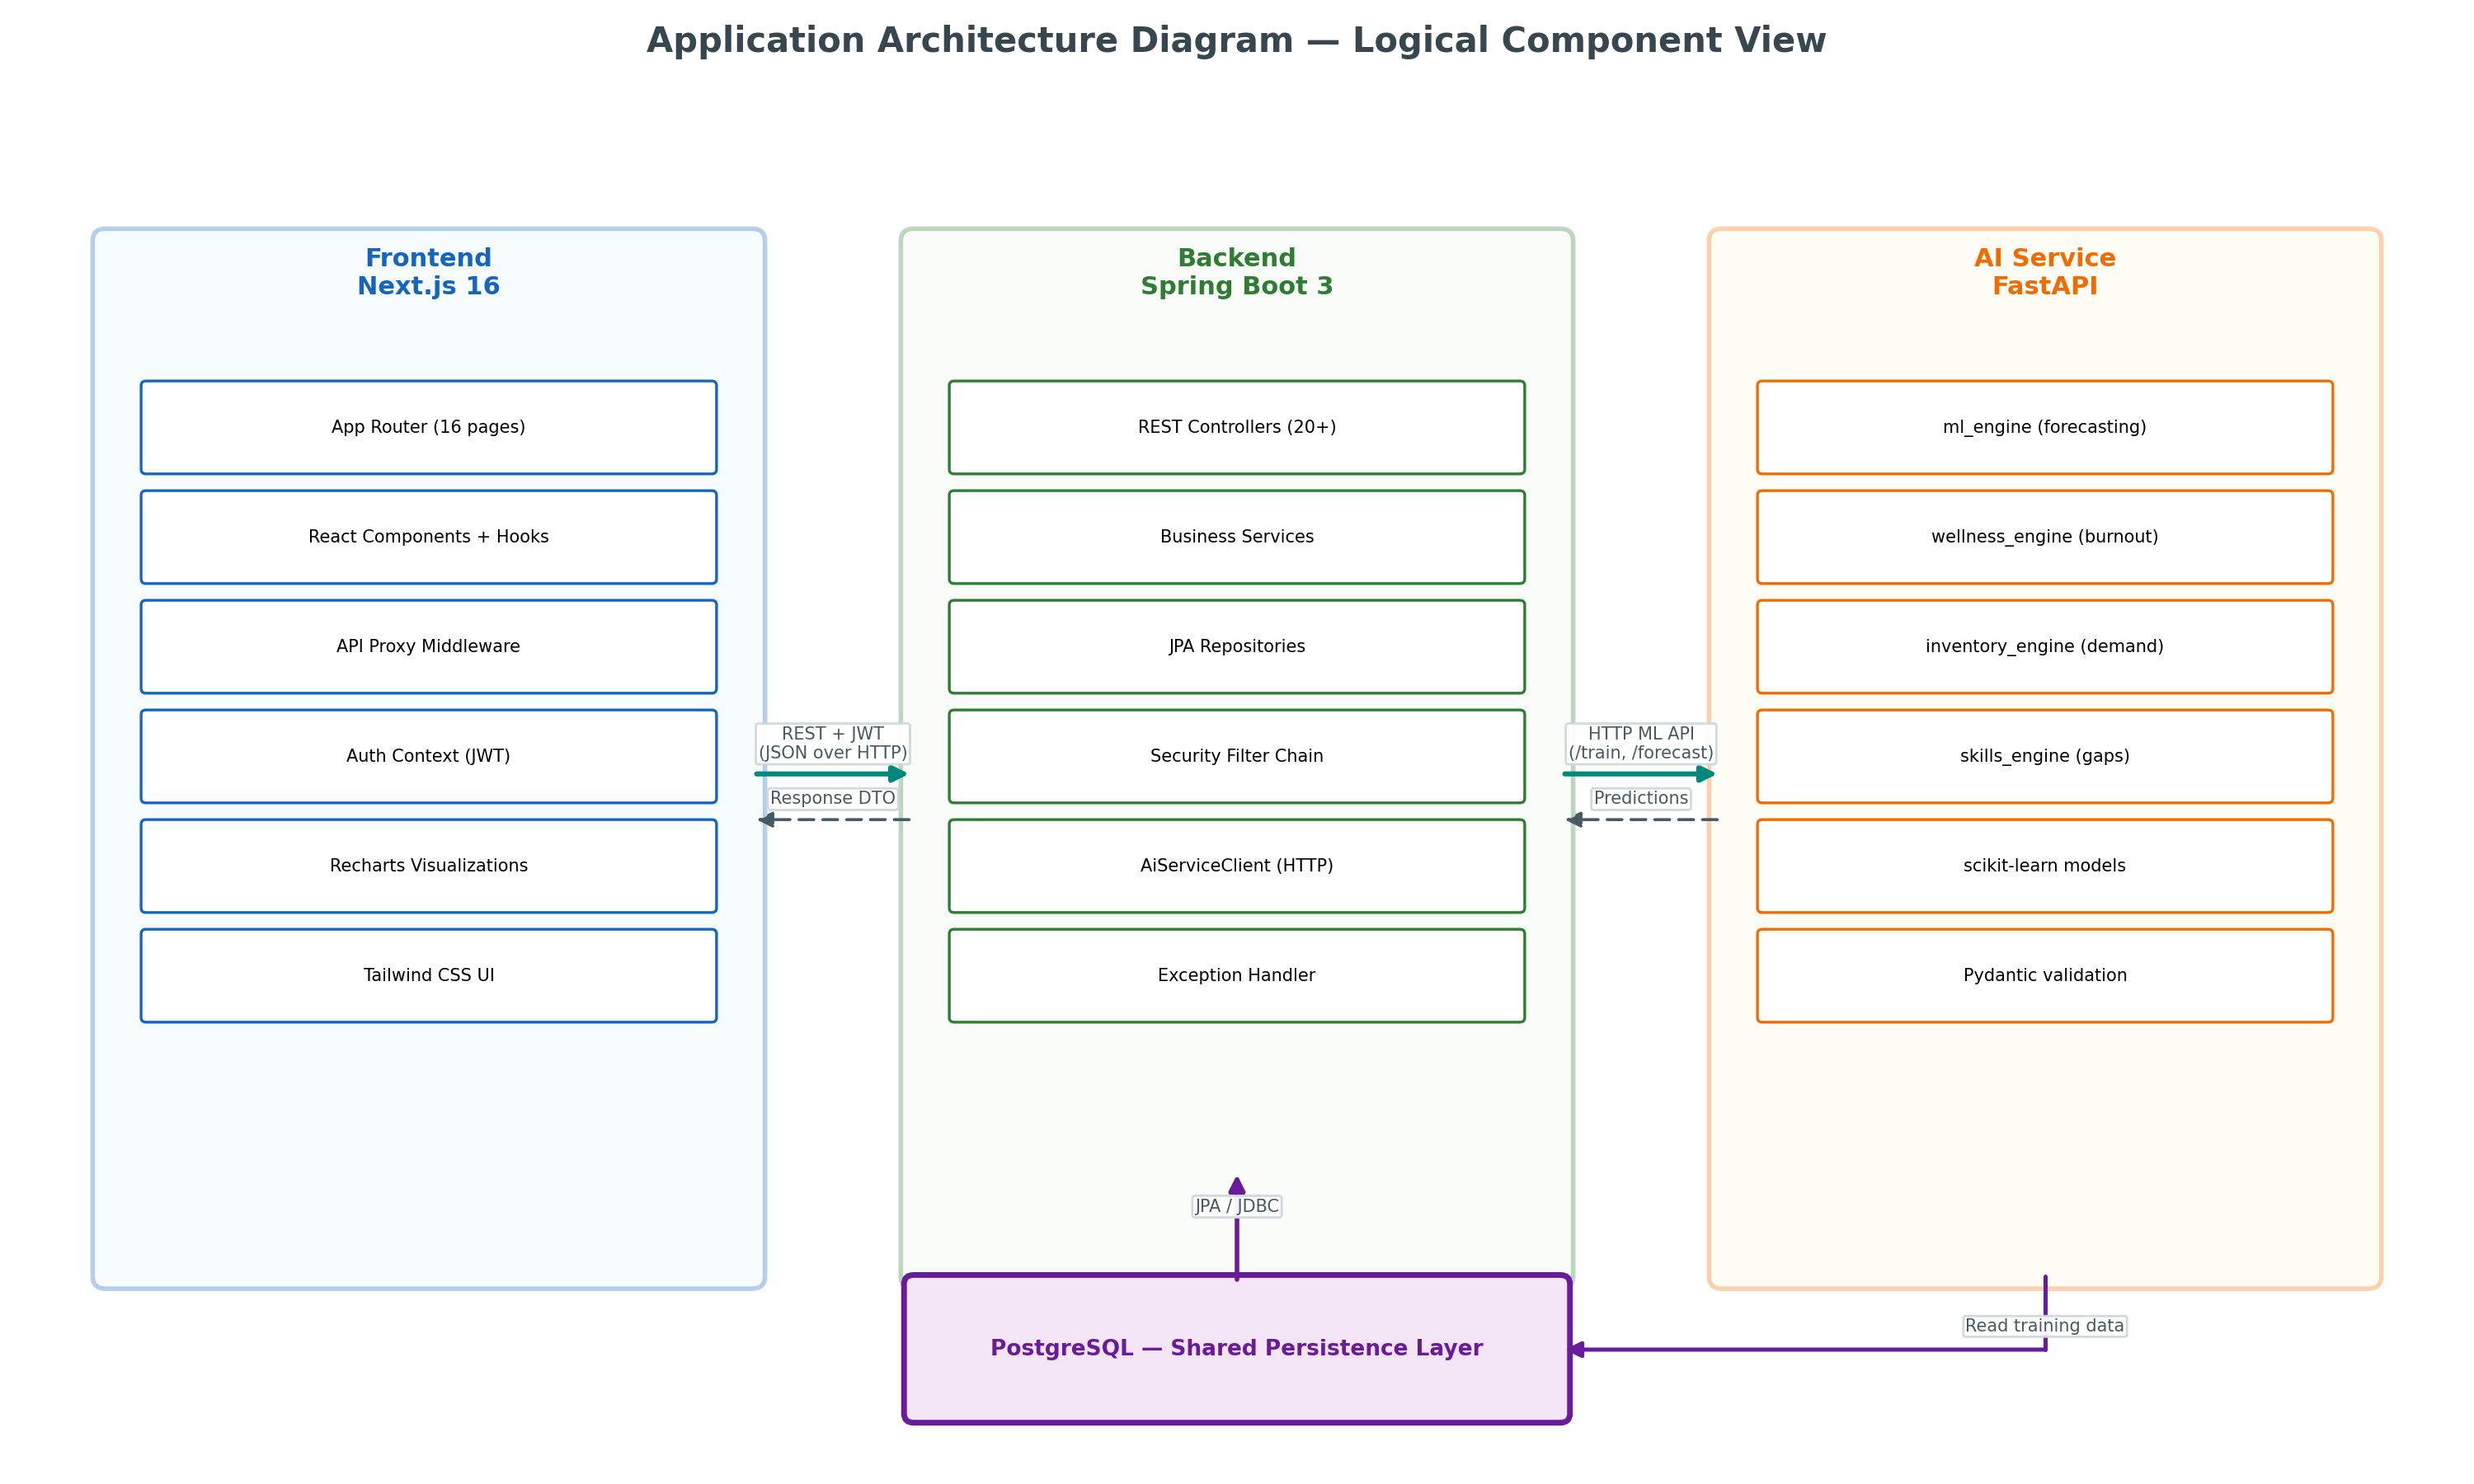 Application Architecture Diagram — Logical Component View
Frontend
Next.js 16
App Router (16 pages)
React Components + Hooks
API Proxy Middleware
Auth Context (JWT)
Recharts Visualizations
Tailwind CSS UI
REST + JWT
(JSON over HTTP)
Response DTO
Backend
Spring Boot 3
REST Controllers (20+)
Business Services
JPA Repositories
Security Filter Chain
AiServiceClient (HTTP)
Exception Handler
JPA / JDBC
HTTP ML API
(/train, /forecast)
Predictions
AI Service
FastAPI
ml_engine (forecasting)
wellness_engine (burnout)
inventory_engine (demand)
skills_engine (gaps)
scikit-learn models
Pydantic validation
Read training data
PostgreSQL — Shared Persistence Layer